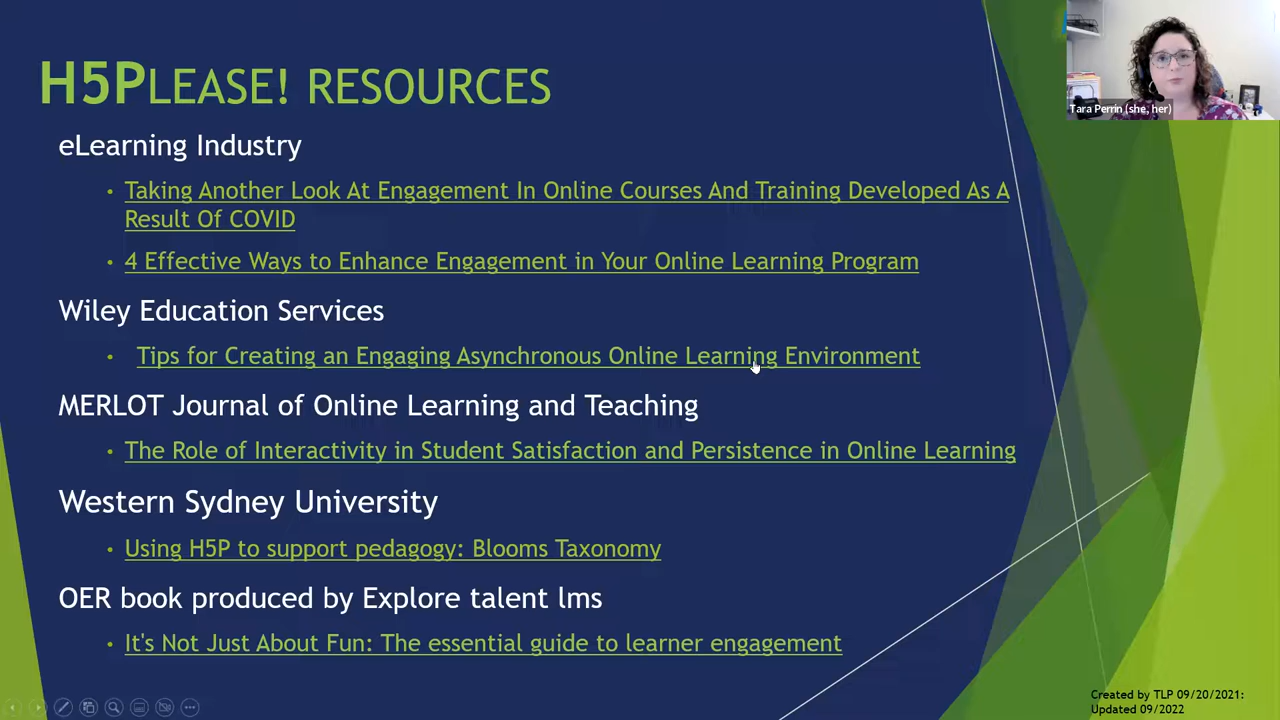 H5PLEASE! RESOURCES
Tara Perrin (she, her)
eLearning Industry
• Taking Another Look At Engagement In Online Courses And Training Developed As A
Result Of COVID
• 4 Effective Ways to Enhance Engagement in Your Online Learning Program
Wiley Education Services
• Tips for Creating an Engaging Asynchronous Online Learning Environment
MERLOT Journal of Online Learning and Teaching
• The Role of Interactivity in Student Satisfaction and Persistence in Online Learning
Western Sydney University
• Using H5P to support pedagogy: Blooms Taxonomy
OER book produced by Explore talent lms
• It's Not Just About Fun: The essential guide to learner engagement
Created by TLP 09/20/2021:
Updated 09/2022